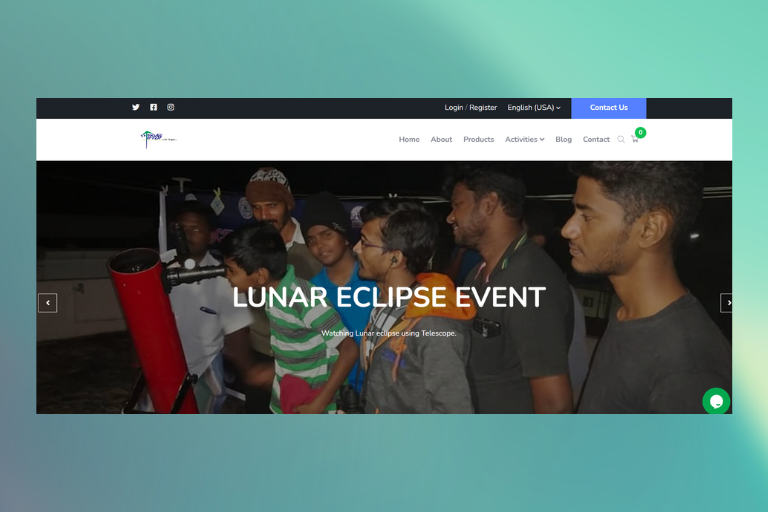 Login / Register
English (USA)
Contact Us
Home
About
Products
Activities
Blog
Contact
0
LUNAR ECLIPSE EVENT
Watching Lunar eclipse using Telescope.